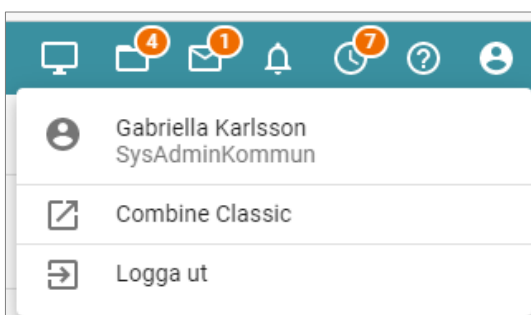 4 1 7
Gabriella Karlsson
SysAdminKommun
Combine Classic
Logga ut